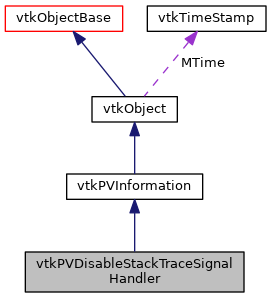 vtkObjectBase
vtkTimeStamp
MTime
vtkObject
vtkPVInformation
vtkPVDisableStackTraceSignal
Handler